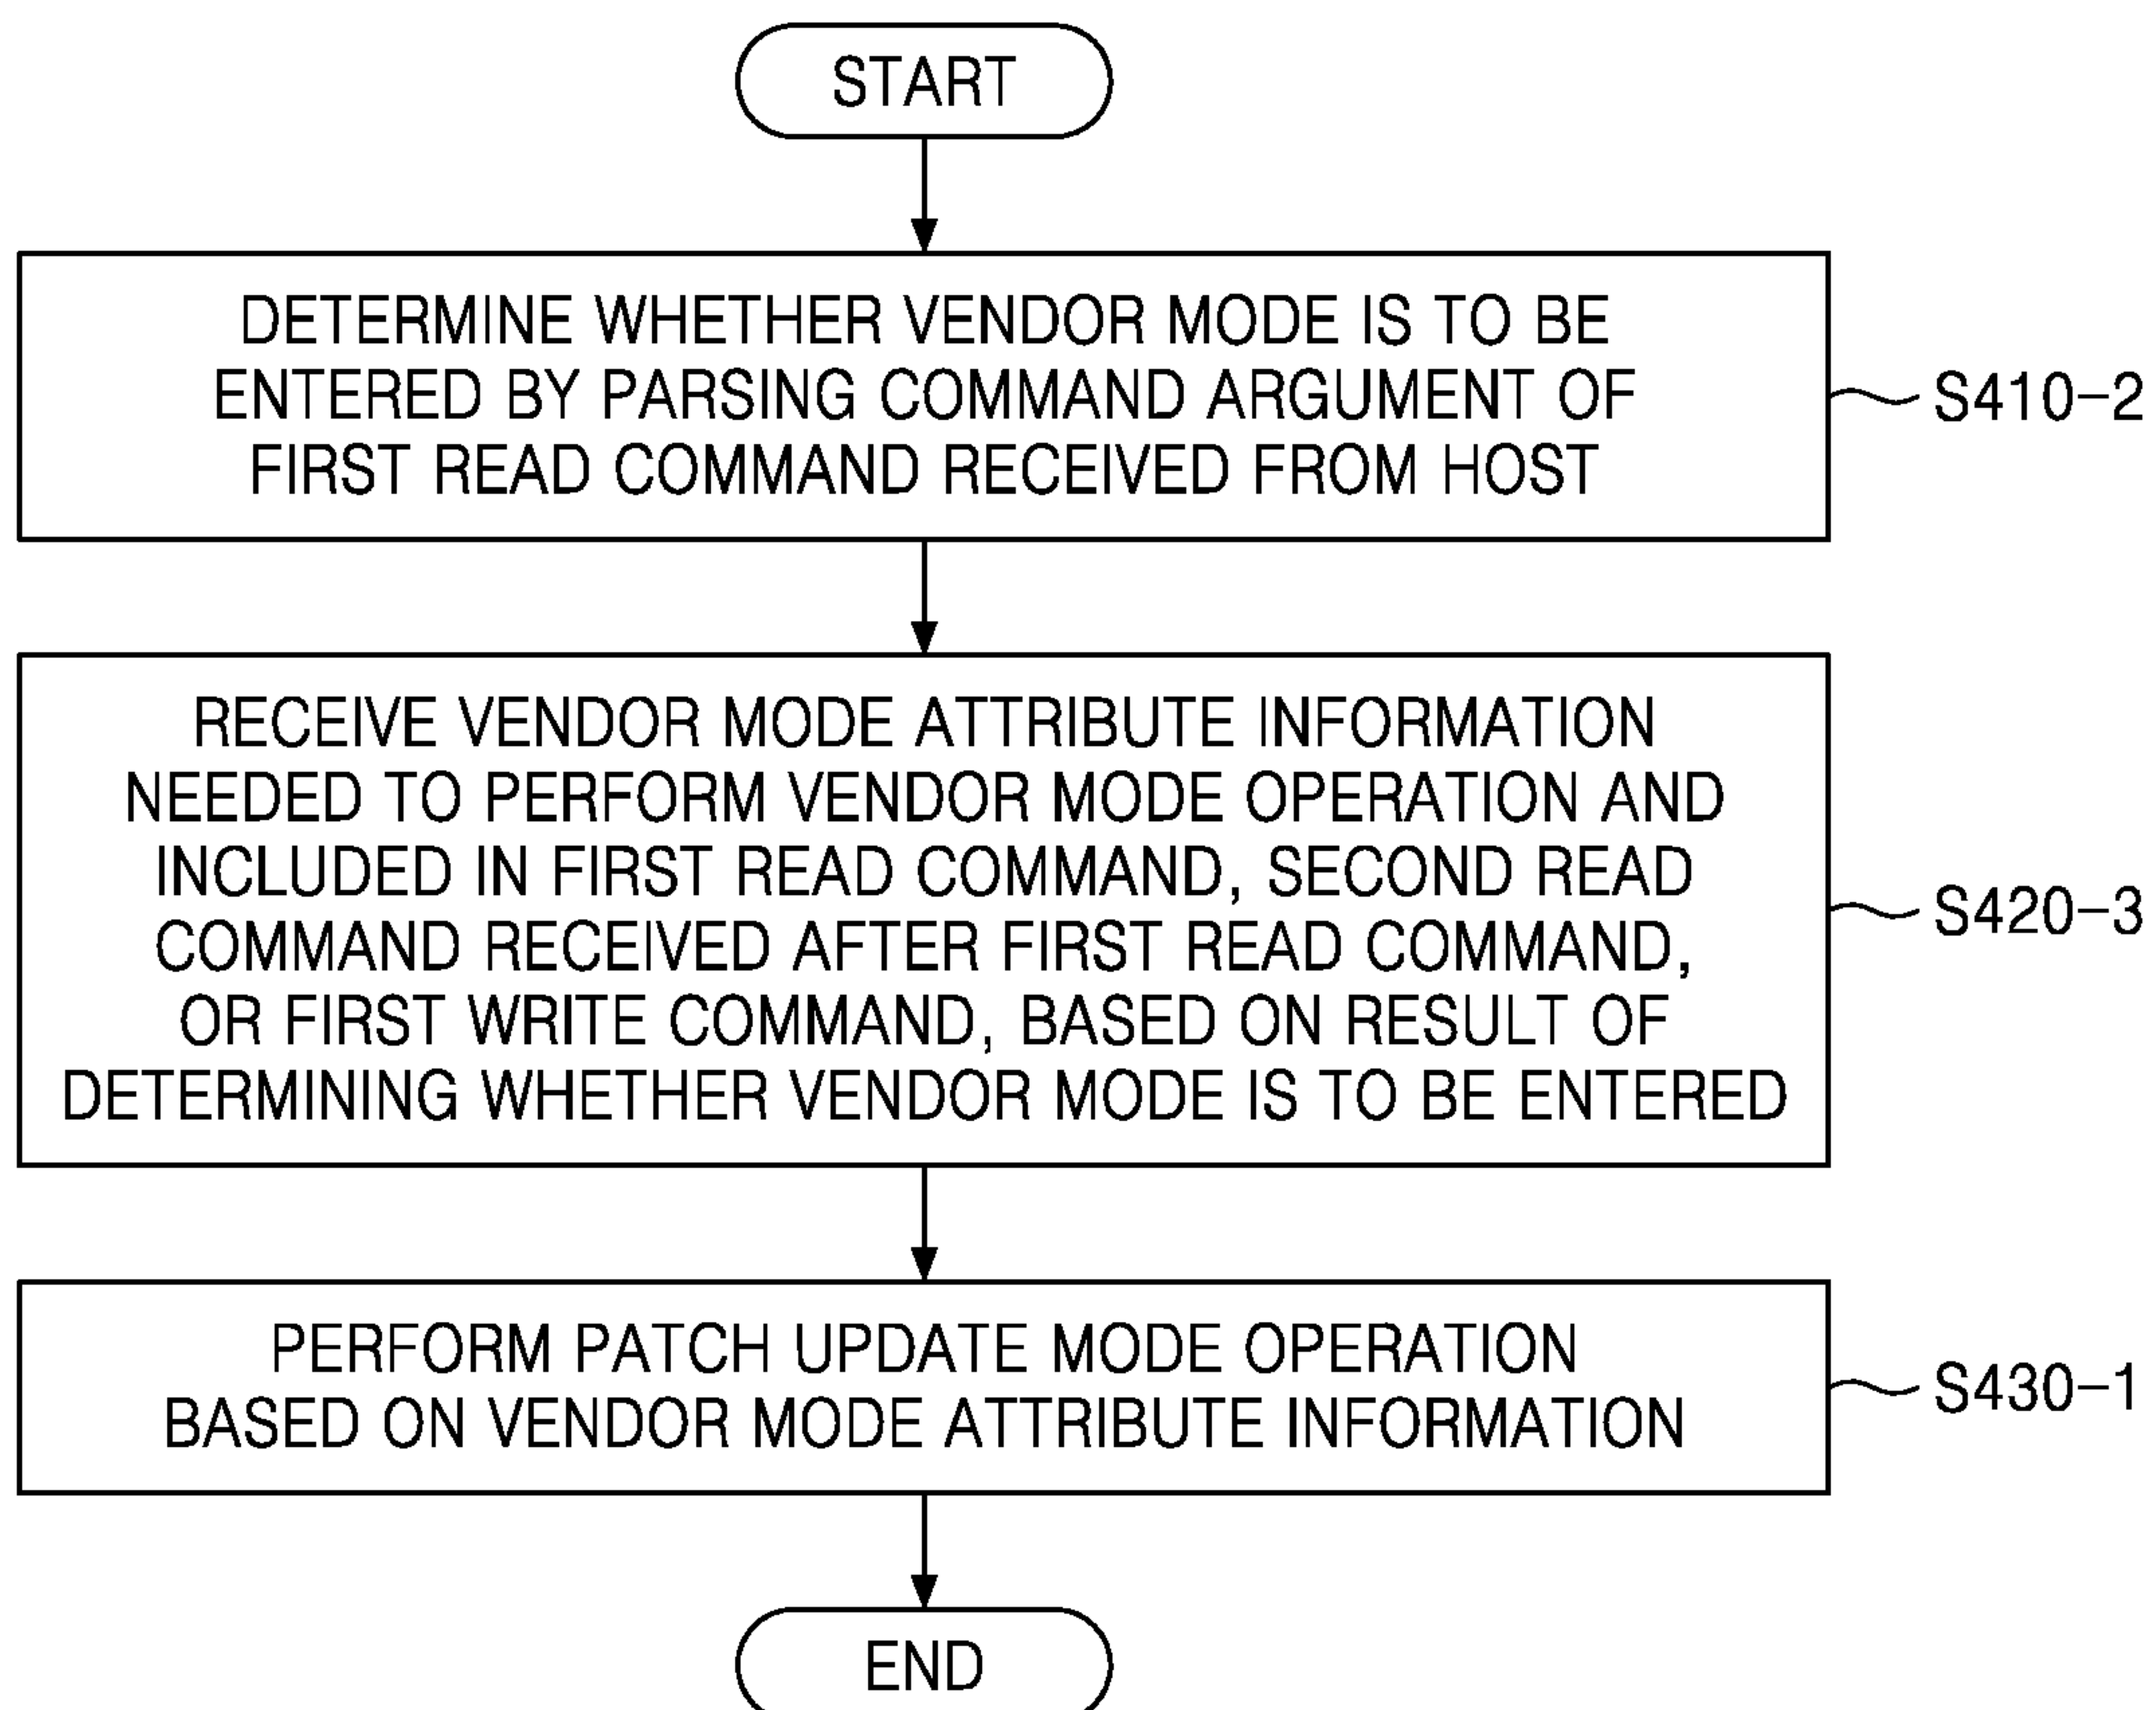 START
DETERMINE WHETHER VENDOR MODE IS TO BE
ENTERED BY PARSING COMMAND ARGUMENT OF
FIRST READ COMMAND RECEIVED FROM HOST
S410-2
RECEIVE VENDOR MODE ATTRIBUTE INFORMATION
NEEDED TO PERFORM VENDOR MODE OPERATION AND
INCLUDED IN FIRST READ COMMAND, SECOND READ
COMMAND RECEIVED AFTER FIRST READ COMMAND,
OR FIRST WRITE COMMAND, BASED ON RESULT OF
DETERMINING WHETHER VENDOR MODE IS TO BE ENTERED
S420-3
PERFORM PATCH UPDATE MODE OPERATION
BASED ON VENDOR MODE ATTRIBUTE INFORMATION
S430-1
END